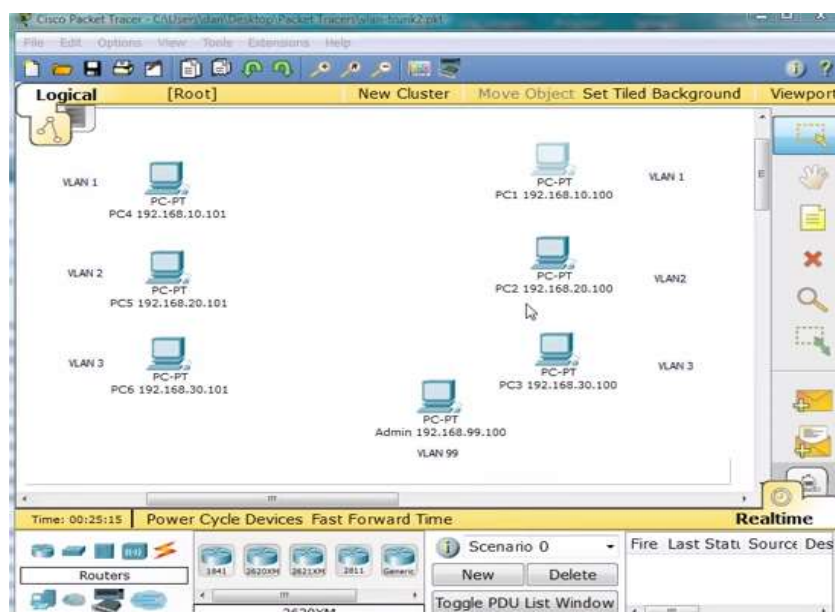 Cisco Packet Tracer - C:\Users\dan\Desktop\Packet Tracers\vlan-trunk2.pkt
File Edit Options View Tools Extensions Help
Logical [Root] New Cluster Move Object Set Tiled Background Viewport
VLAN 1
PC-PT
PC4 192.168.10.101
PC-PT
PC1 192.168.10.100
VLAN 1
VLAN 2
PC-PT
PC5 192.168.20.101
PC-PT
PC2 192.168.20.100
VLAN2
VLAN 3
PC-PT
PC6 192.168.30.101
PC-PT
PC3 192.168.30.100
VLAN 3
PC-PT
Admin 192.168.99.100
VLAN 99
Time: 00:25:15 Power Cycle Devices Fast Forward Time Realtime
Routers
1841 2620XM 2621XM 2811 Generic
2620XM
Scenario 0
New Delete
Toggle PDU List Window
Fire Last Statu Source Des